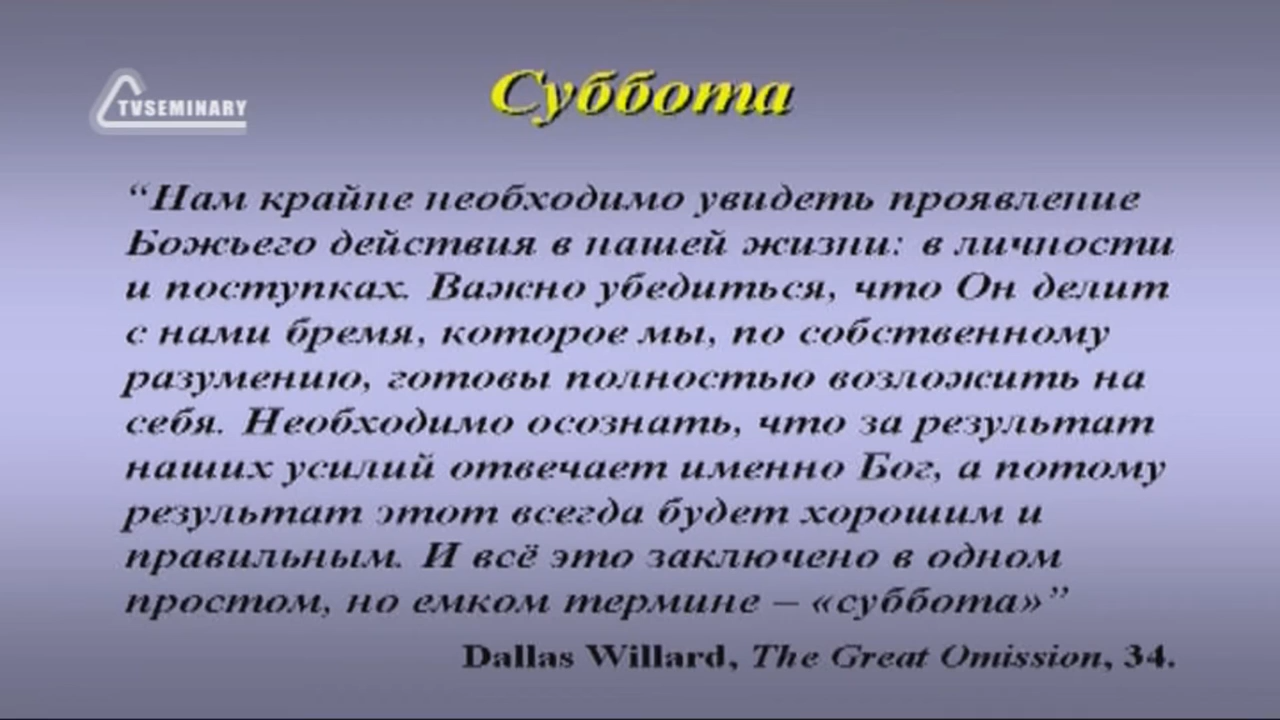 TVSEMINARY
Суббота
“Нам крайне необходимо увидеть проявление
Божьего действия в нашей жизни: в личности
и поступках. Важно убедиться, что Он делит
с нами бремя, которое мы, по собственному
разумению, готовы полностью возложить на
себя. Необходимо осознать, что за результат
наших усилий отвечает именно Бог, а потому
результат этот всегда будет хорошим и
правильным. И всё это заключено в одном
простом, но емком термине – «суббота»”
Dallas Willard, The Great Omission, 34.